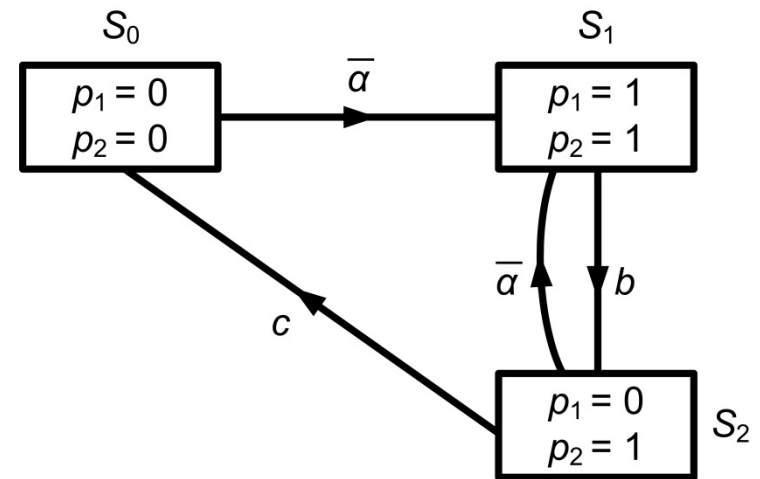 S₀
S₁
α̅
p₁ = 0
p₂ = 0
p₁ = 1
p₂ = 1
α̅
b
c
p₁ = 0
p₂ = 1
S₂